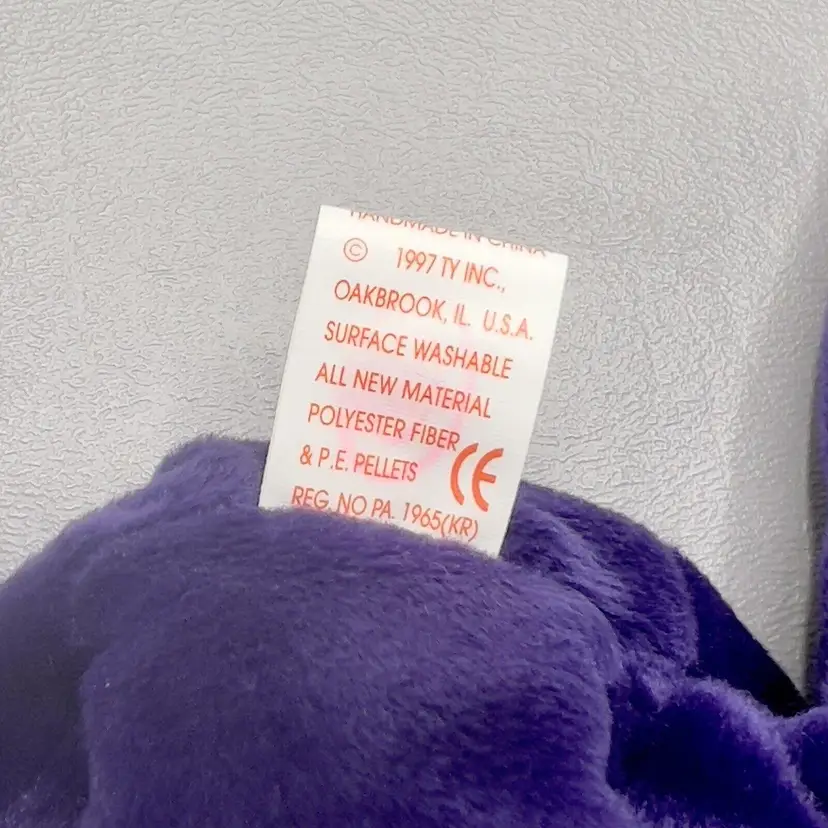 HANDMADE IN CHINA
© 1997 TY INC.,
OAKBROOK, IL. U.S.A.
SURFACE WASHABLE
ALL NEW MATERIAL
POLYESTER FIBER
& P.E. PELLETS CE
REG. NO PA. 1965(KR)